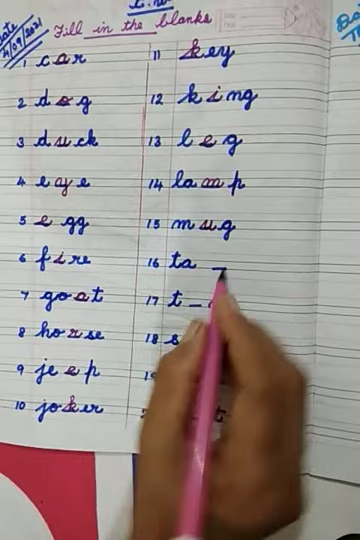 Date
4/09/2021
Fill in the blanks
1 car
2 dog
3 duck
4 eye
5 egg
6 fire
7 goat
8 horse
9 jeep
10 joker
11 key
12 king
13 leg
14 lamp
15 mug
16 ta _
17 t _
18 s